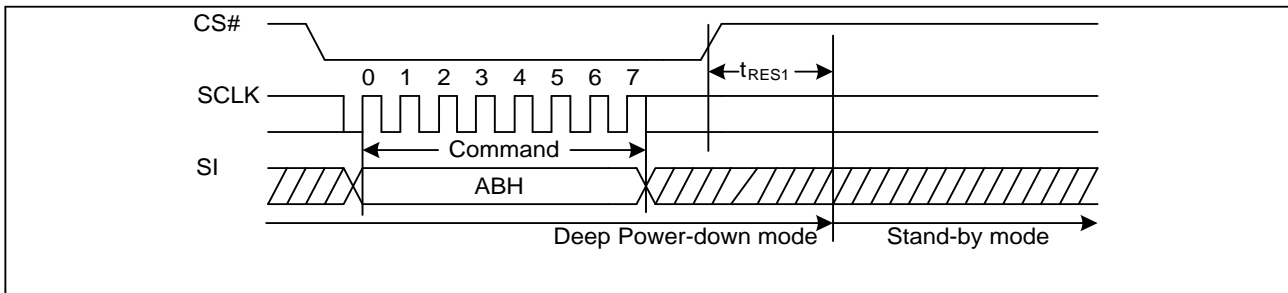 CS#
tRES1
0 1 2 3 4 5 6 7
SCLK
Command
SI
ABH
Deep Power-down mode Stand-by mode